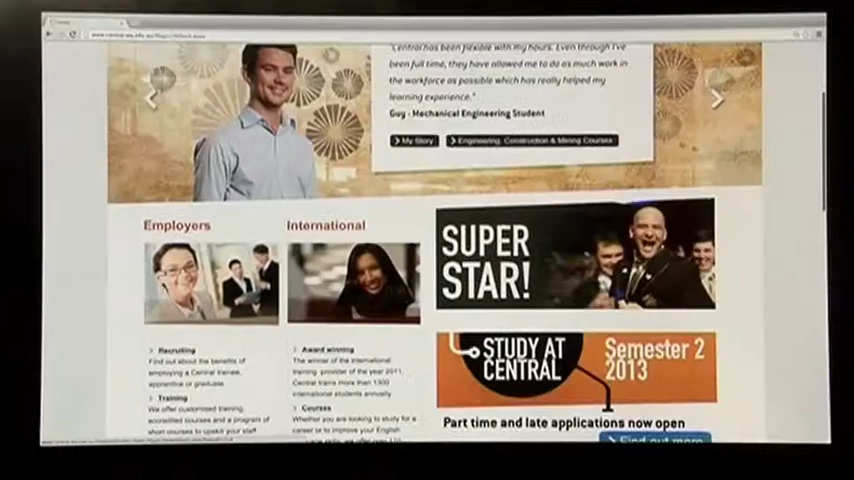 "Central has been flexible with my hours. Even through I've
been full time, they have allowed me to do as much work in
the workforce as possible which has really helped my
learning experience."
Guy - Mechanical Engineering Student
My Story
Engineering, Construction & Mining Courses
Employers
International
SUPER
STAR!
Recruiting
Find out about the benefits of
employing a Central trainee,
apprentice or graduate.
Training
We offer customised training,
accredited courses and a program of
short courses to upskill your staff
Award winning
The winner of the international
training provider of the year 2011,
Central trains more than 1300
international students annually
Courses
Whether you are looking to study for a
career or to improve your English
STUDY AT
CENTRAL
Semester 2
2013
Part time and late applications now open
Find out more